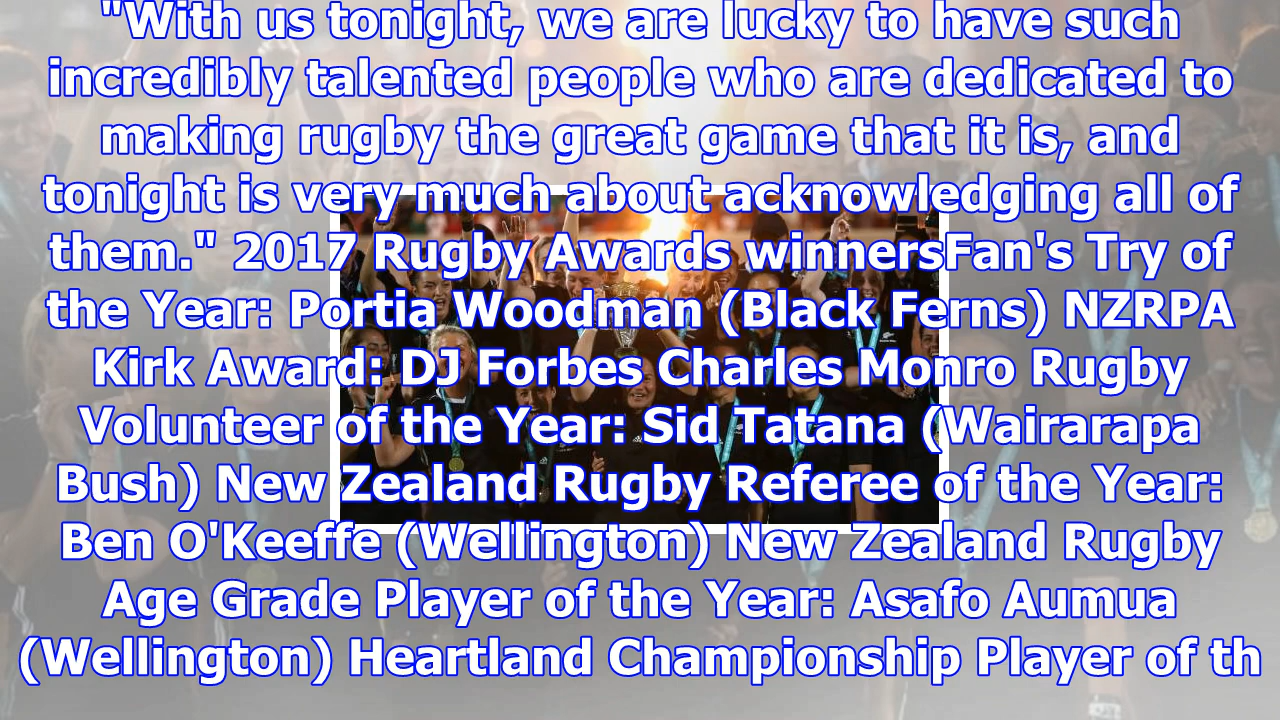 "With us tonight, we are lucky to have such
incredibly talented people who are dedicated to
making rugby the great game that it is, and
tonight is very much about acknowledging all of
them." 2017 Rugby Awards winnersFan's Try of
the Year: Portia Woodman (Black Ferns) NZRPA
Kirk Award: DJ Forbes Charles Monro Rugby
Volunteer of the Year: Sid Tatana (Wairarapa
Bush) New Zealand Rugby Referee of the Year:
Ben O'Keeffe (Wellington) New Zealand Rugby
Age Grade Player of the Year: Asafo Aumua
(Wellington) Heartland Championship Player of th